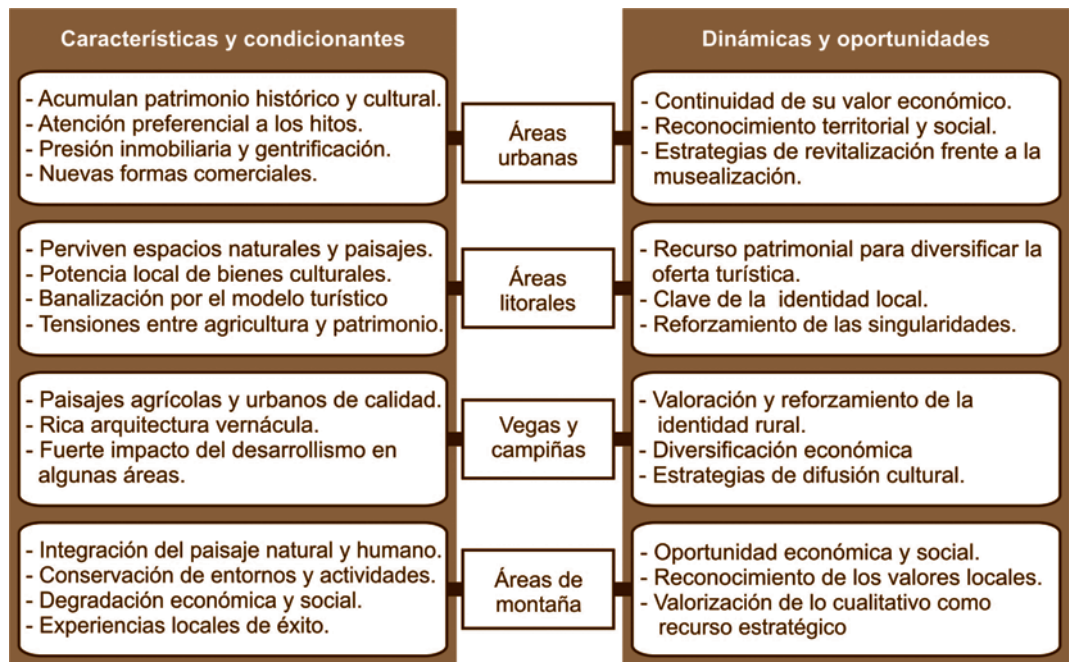 Características y condicionantes
Dinámicas y oportunidades
- Acumulan patrimonio histórico y cultural.
- Atención preferencial a los hitos.
- Presión inmobiliaria y gentrificación.
- Nuevas formas comerciales.
Áreas
urbanas
- Continuidad de su valor económico.
- Reconocimiento territorial y social.
- Estrategias de revitalización frente a la
musealización.
- Perviven espacios naturales y paisajes.
- Potencia local de bienes culturales.
- Banalización por el modelo turístico
- Tensiones entre agricultura y patrimonio.
Áreas
litorales
- Recurso patrimonial para diversificar la
oferta turística.
- Clave de la identidad local.
- Reforzamiento de las singularidades.
- Paisajes agrícolas y urbanos de calidad.
- Rica arquitectura vernácula.
- Fuerte impacto del desarrollismo en
algunas áreas.
Vegas y
campiñas
- Valoración y reforzamiento de la
identidad rural.
- Diversificación económica
- Estrategias de difusión cultural.
- Integración del paisaje natural y humano.
- Conservación de entornos y actividades.
- Degradación económica y social.
- Experiencias locales de éxito.
Áreas de
montaña
- Oportunidad económica y social.
- Reconocimiento de los valores locales.
- Valorización de lo cualitativo como
recurso estratégico